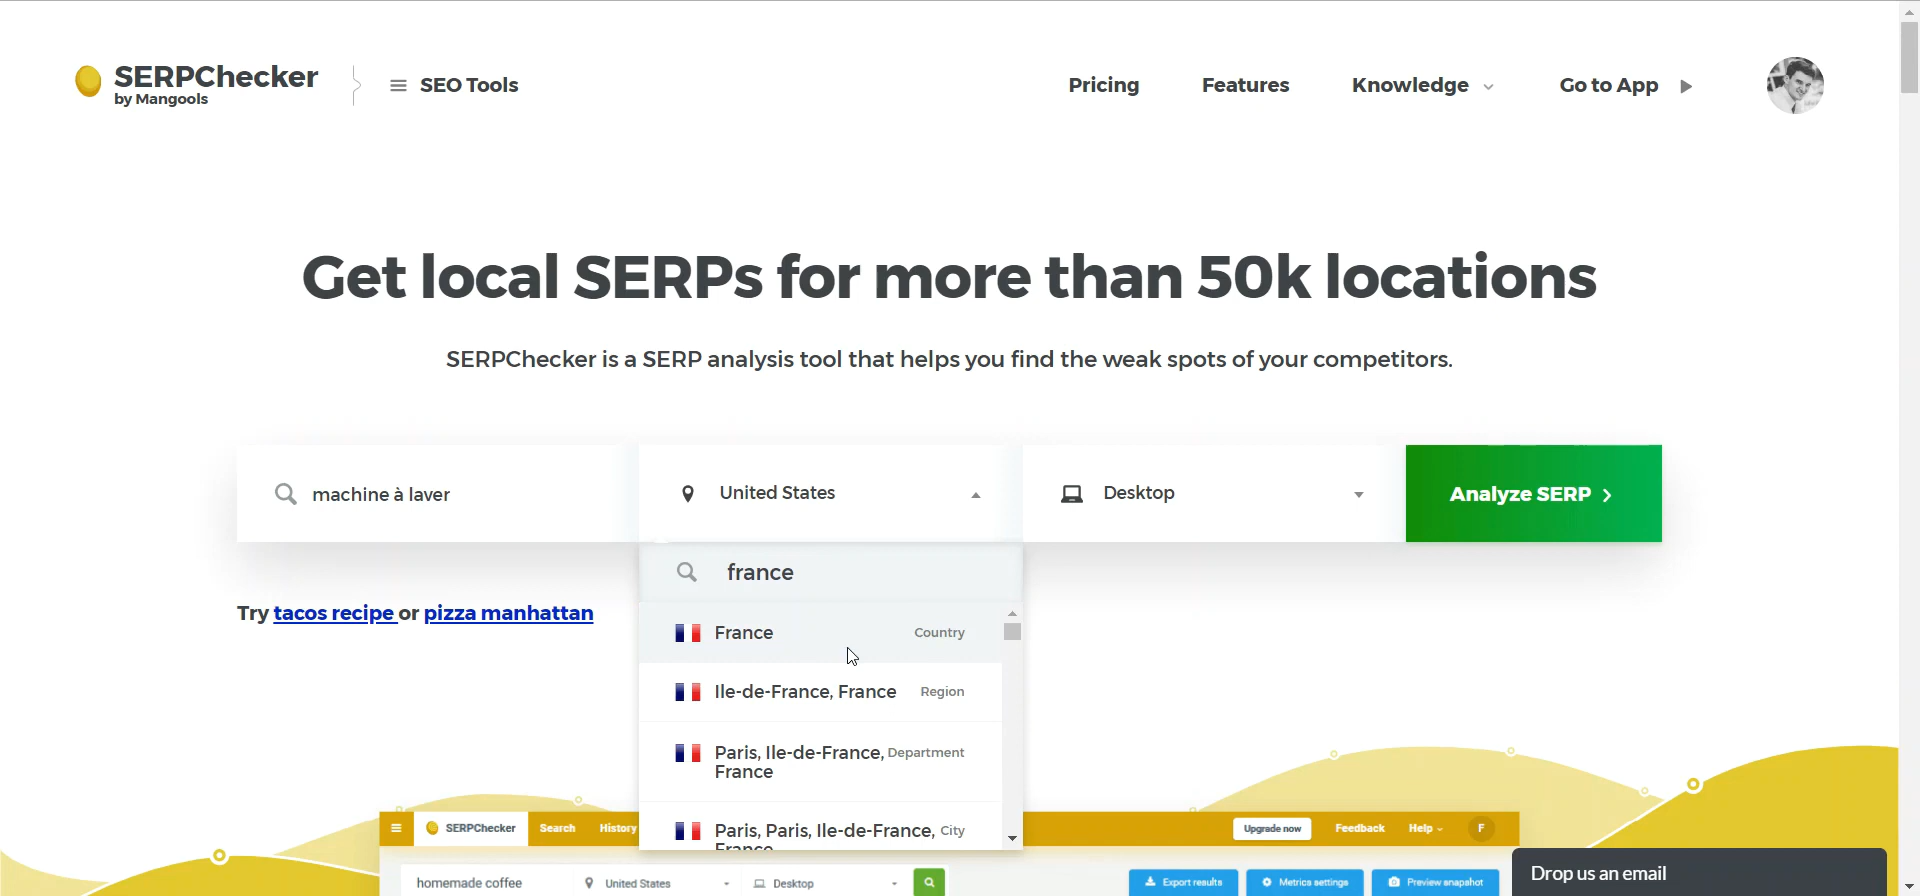 SERPChecker
by Mangools
SEO Tools
Pricing
Features
Knowledge
Go to App
Get local SERPs for more than 50k locations
SERPChecker is a SERP analysis tool that helps you find the weak spots of your competitors.
machine à laver
United States
Desktop
Analyze SERP
france
Try tacos recipe or pizza manhattan
France Country
Ile-de-France, France Region
Paris, Ile-de-France, Department
France
Paris, Paris, Ile-de-France, City
France
SERPChecker
Search
History
Upgrade now
Feedback
Help
F
homemade coffee
United States
Desktop
Export results
Metrics settings
Preview snapshot
Drop us an email